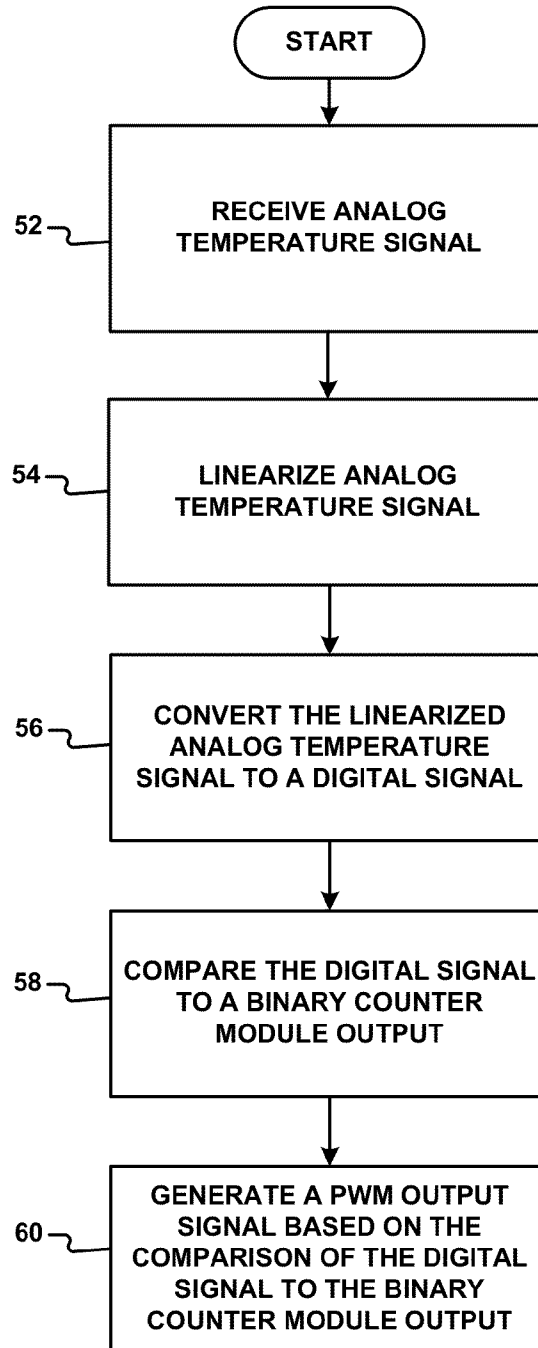 START
52
RECEIVE ANALOG
TEMPERATURE SIGNAL
54
LINEARIZE ANALOG
TEMPERATURE SIGNAL
56
CONVERT THE LINEARIZED
ANALOG TEMPERATURE
SIGNAL TO A DIGITAL SIGNAL
58
COMPARE THE DIGITAL SIGNAL
TO A BINARY COUNTER
MODULE OUTPUT
60
GENERATE A PWM OUTPUT
SIGNAL BASED ON THE
COMPARISON OF THE DIGITAL
SIGNAL TO THE BINARY
COUNTER MODULE OUTPUT